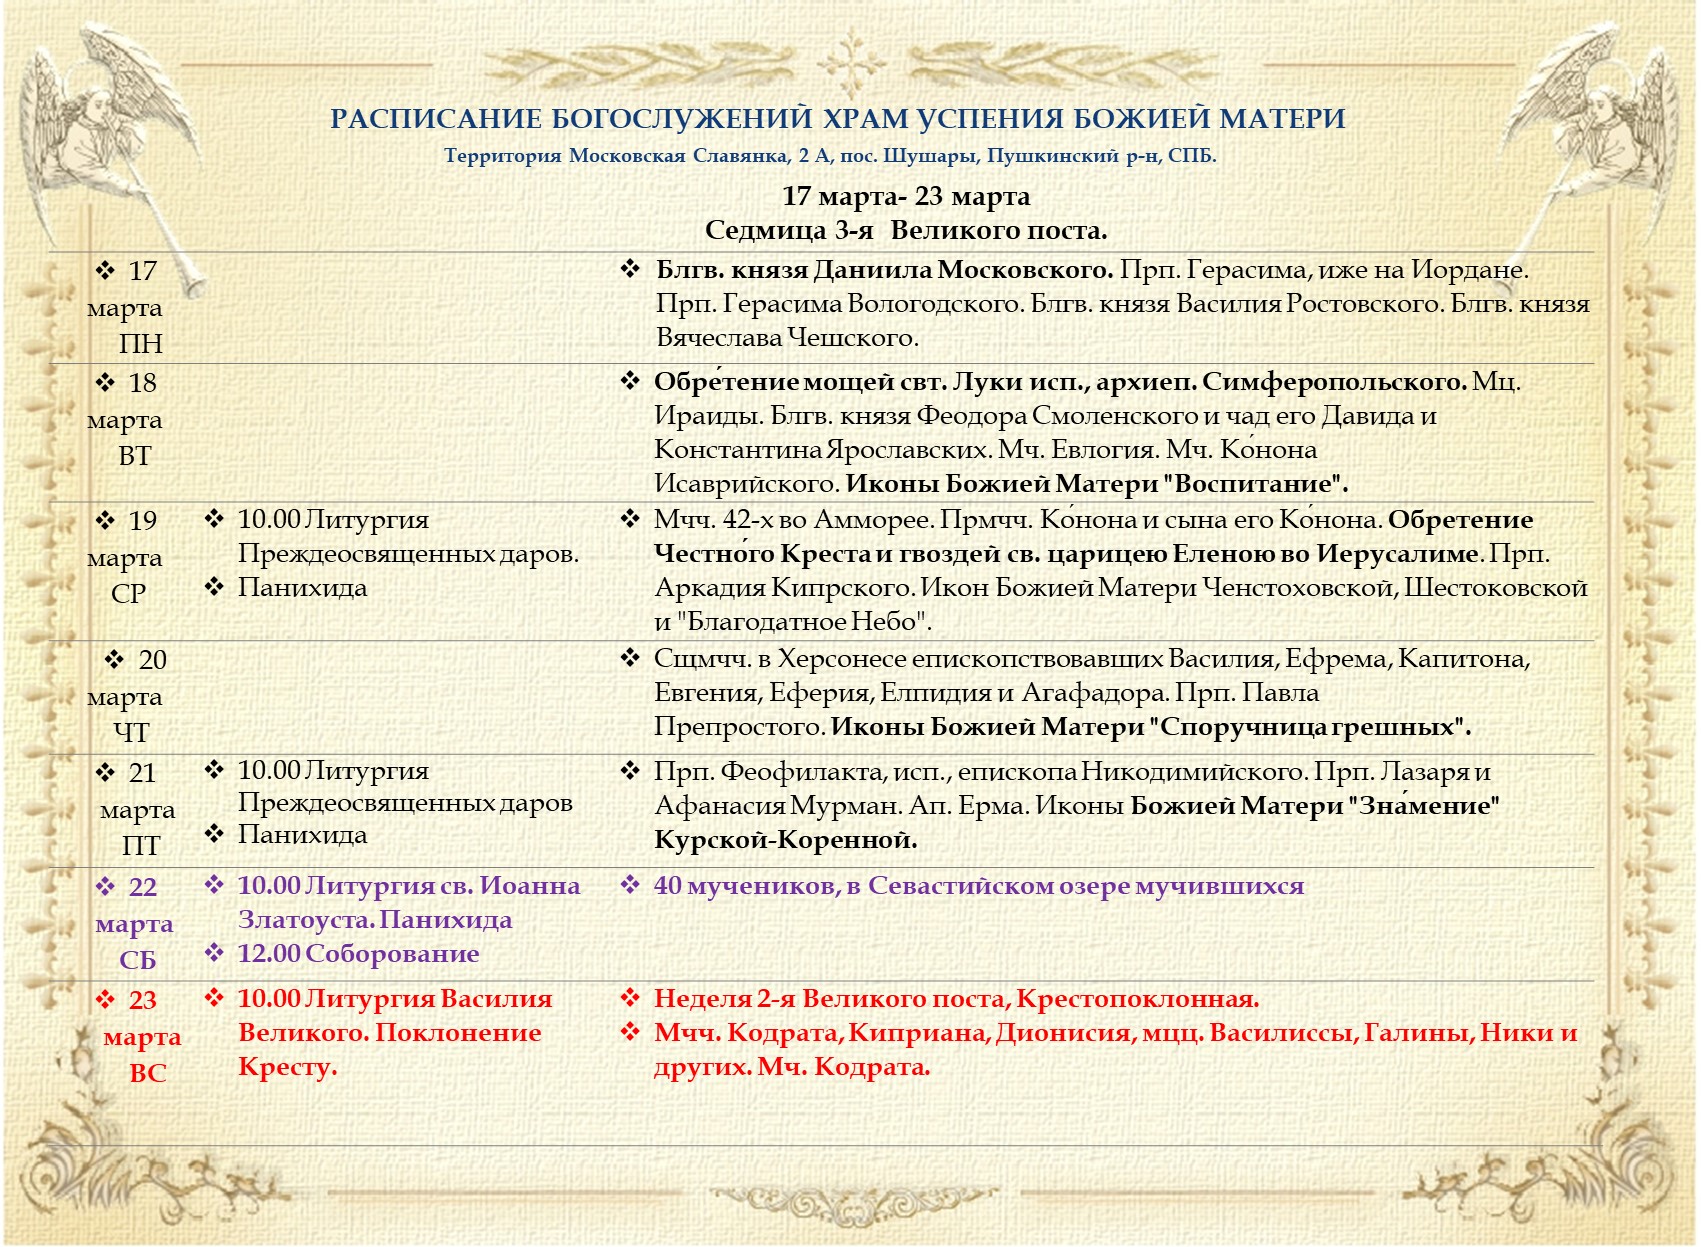 РАСПИСАНИЕ БОГОСЛУЖЕНИЙ ХРАМ УСПЕНИЯ БОЖИЕЙ МАТЕРИ
Территория Московская Славянка, 2 А, пос. Шушары, Пушкинский р-н, СПБ.
17 марта- 23 марта
Седмица 3-я Великого поста.
❖ 17
марта
ПН
❖ Блгв. князя Даниила Московского. Прп. Герасима, иже на Иордане.
Прп. Герасима Вологодского. Блгв. князя Василия Ростовского. Блгв. князя
Вячеслава Чешского.
❖ 18
марта
ВТ
❖ Обре́тение мощей свт. Луки исп., архиеп. Симферопольского. Мц.
Ираиды. Блгв. князя Феодора Смоленского и чад его Давида и
Константина Ярославских. Мч. Евлогия. Мч. Ко́нона
Исаврийского. Иконы Божией Матери "Воспитание".
❖ 19
марта
СР
❖ 10.00 Литургия
Преждеосвященных даров.
❖ Панихида
❖ Мчч. 42-х во Амморее. Прмчч. Ко́нона и сына его Ко́нона. Обретение
Честно́го Креста и гвоздей св. царицею Еленою во Иерусалиме. Прп.
Аркадия Кипрского. Икон Божией Матери Ченстоховской, Шестоковской
и "Благодатное Небо".
❖ 20
марта
ЧТ
❖ Сщмчч. в Херсонесе епископствовавших Василия, Ефрема, Капитона,
Евгения, Еферия, Елпидия и Агафадора. Прп. Павла
Препростого. Иконы Божией Матери "Споручница грешных".
❖ 21
марта
ПТ
❖ 10.00 Литургия
Преждеосвященных даров
❖ Панихида
❖ Прп. Феофилакта, исп., епископа Никодимийского. Прп. Лазаря и
Афанасия Мурман. Ап. Ерма. Иконы Божией Матери "Зна́мение"
Курской-Коренной.
❖ 22
марта
СБ
❖ 10.00 Литургия св. Иоанна
Златоуста. Панихида
❖ 12.00 Соборование
❖ 40 мучеников, в Севастийском озере мучившихся
❖ 23
марта
ВС
❖ 10.00 Литургия Василия
Великого. Поклонение
Кресту.
❖ Неделя 2-я Великого поста, Крестопоклонная.
❖ Мчч. Кодрата, Киприана, Дионисия, мцц. Василиссы, Галины, Ники и
других. Мч. Кодрата.